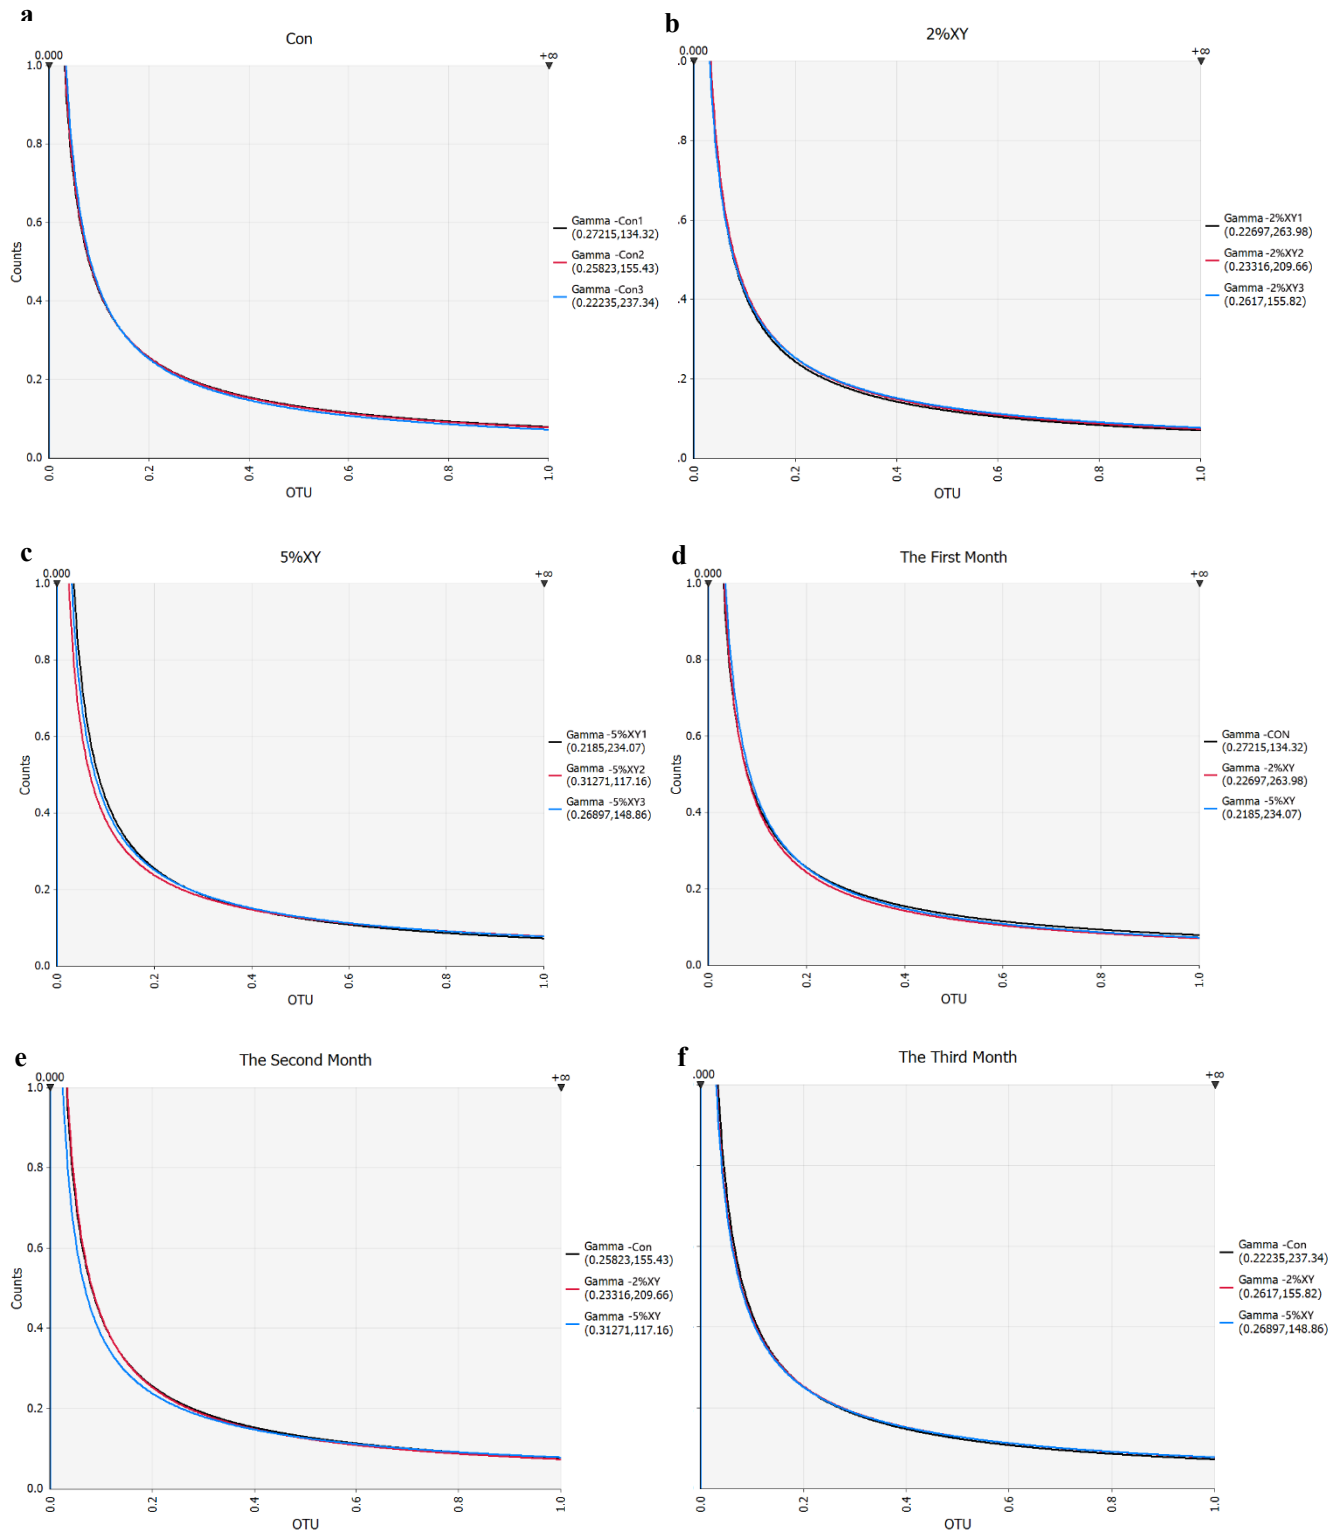 a
Con
0.000
+∞
1.0
0.8
0.6
0.4
0.2
0.0
Counts
0.0
0.2
0.4
0.6
0.8
1.0
OTU
Gamma -Con1
(0.27215,134.32)
Gamma -Con2
(0.25823,155.43)
Gamma -Con3
(0.22235,237.34)
b
2%XY
0.000
+∞
.0
0.8
0.6
0.4
.2
.0
0.0
0.2
0.4
0.6
0.8
1.0
OTU
Gamma -2%XY1
(0.22697,263.98)
Gamma -2%XY2
(0.23316,209.66)
Gamma -2%XY3
(0.2617,155.82)
c
5%XY
0.000
+∞
1.0
0.8
0.6
0.4
0.2
0.0
Counts
0.0
0.2
0.4
0.6
0.8
1.0
OTU
Gamma -5%XY1
(0.2185,234.07)
Gamma -5%XY2
(0.31271,117.16)
Gamma -5%XY3
(0.26897,148.86)
d
The First Month
0.000
+∞
1.0
0.8
0.6
0.4
0.2
0.0
Counts
0.0
0.2
0.4
0.6
0.8
1.0
OTU
Gamma -CON
(0.27215,134.32)
Gamma -2%XY
(0.22697,263.98)
Gamma -5%XY
(0.2185,234.07)
e
The Second Month
0.000
+∞
1.0
0.8
0.6
0.4
0.2
0.0
Counts
0.0
0.2
0.4
0.6
0.8
1.0
OTU
Gamma -Con
(0.25823,155.43)
Gamma -2%XY
(0.23316,209.66)
Gamma -5%XY
(0.31271,117.16)
f
The Third Month
.000
+∞
0.0
0.2
0.4
0.6
0.8
1.0
OTU
Gamma -Con
(0.22235,237.34)
Gamma -2%XY
(0.2617,155.82)
Gamma -5%XY
(0.26897,148.86)